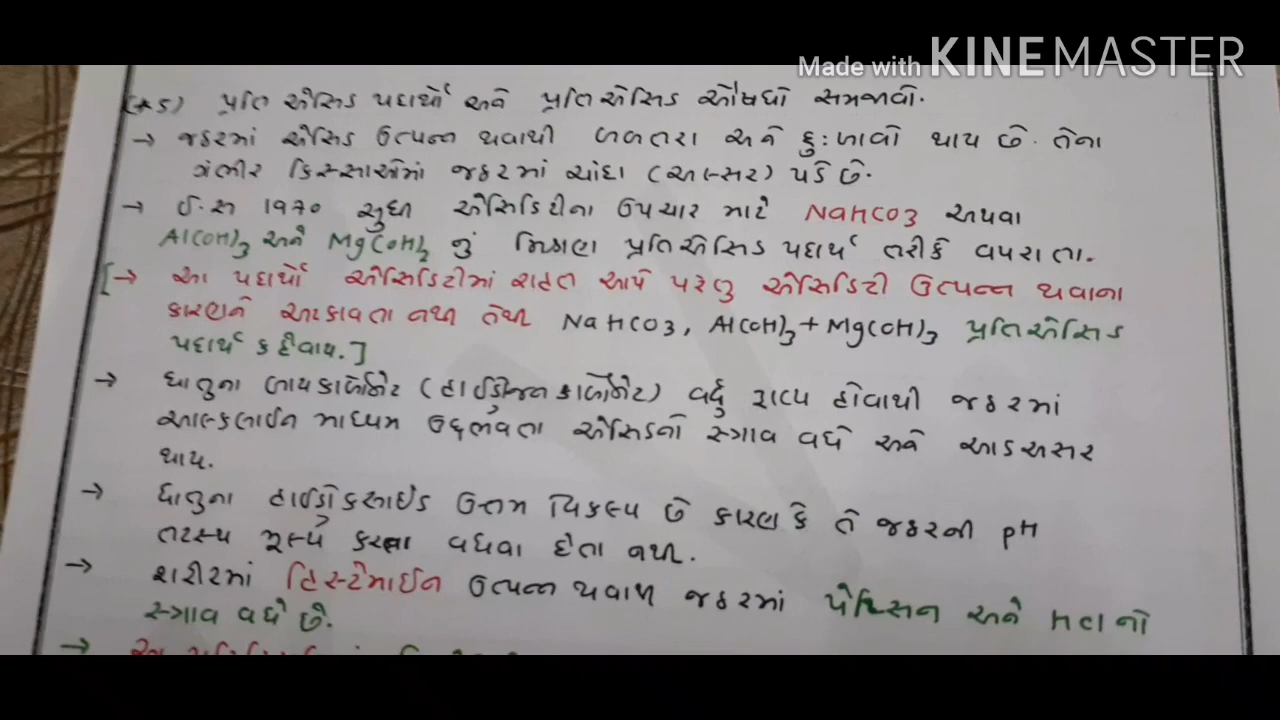 Made with KINEMASTER
(*5) પ્રતિ એસિડ પદાર્થો અને પ્રતિ એસિડ ઔષધો સમજાવો.
→ જઠરમાં એસિડ ઉત્પન્ન થવાથી બળતરા અને દુ:ખાવો થાય છે. તેના
ગંભીર કિસ્સાઓમાં જઠરમાં ચાંદા (અલ્સર) પડે છે.
→ ઈ.સ 1970 સુધી એસિડિટીના ઉપચાર માટે NaHCO3 અથવા
Al(OH)3 અને Mg(OH)2 નું મિશ્રણ પ્રતિ એસિડ પદાર્થ તરીકે વપરાતા.
[→ આ પદાર્થો એસિડિટીમાં રાહત આપે પરંતુ એસિડિટી ઉત્પન્ન થવાના
કારણને અટકાવતા નથી તેથી NaHCO3, Al(OH)3 + Mg(OH)3 પ્રતિએસિડ
પદાર્થ કહેવાય.]
→ ધાતુના બાયકાર્બોનેટ (હાઈડ્રોજન કાર્બોનેટ) વધુ દ્રાવ્ય હોવાથી જઠરમાં
આલ્કલાઈન માધ્યમ ઉદ્ભવતા એસિડનો સ્ત્રાવ વધે અને આડઅસર
થાય.
→ ધાતુના હાઈડ્રોકસાઈડ ઉત્તમ વિકલ્પ છે કારણ કે તે જઠરની pH
તટસ્થ મૂલ્ય કરતા વધવા દેતા નથી.
→ શરીરમાં હિસ્ટેમાઈન ઉત્પન્ન થવાથી જઠરમાં પેપ્સિન અને HClનો
સ્ત્રાવ વધે છે.
→ આ